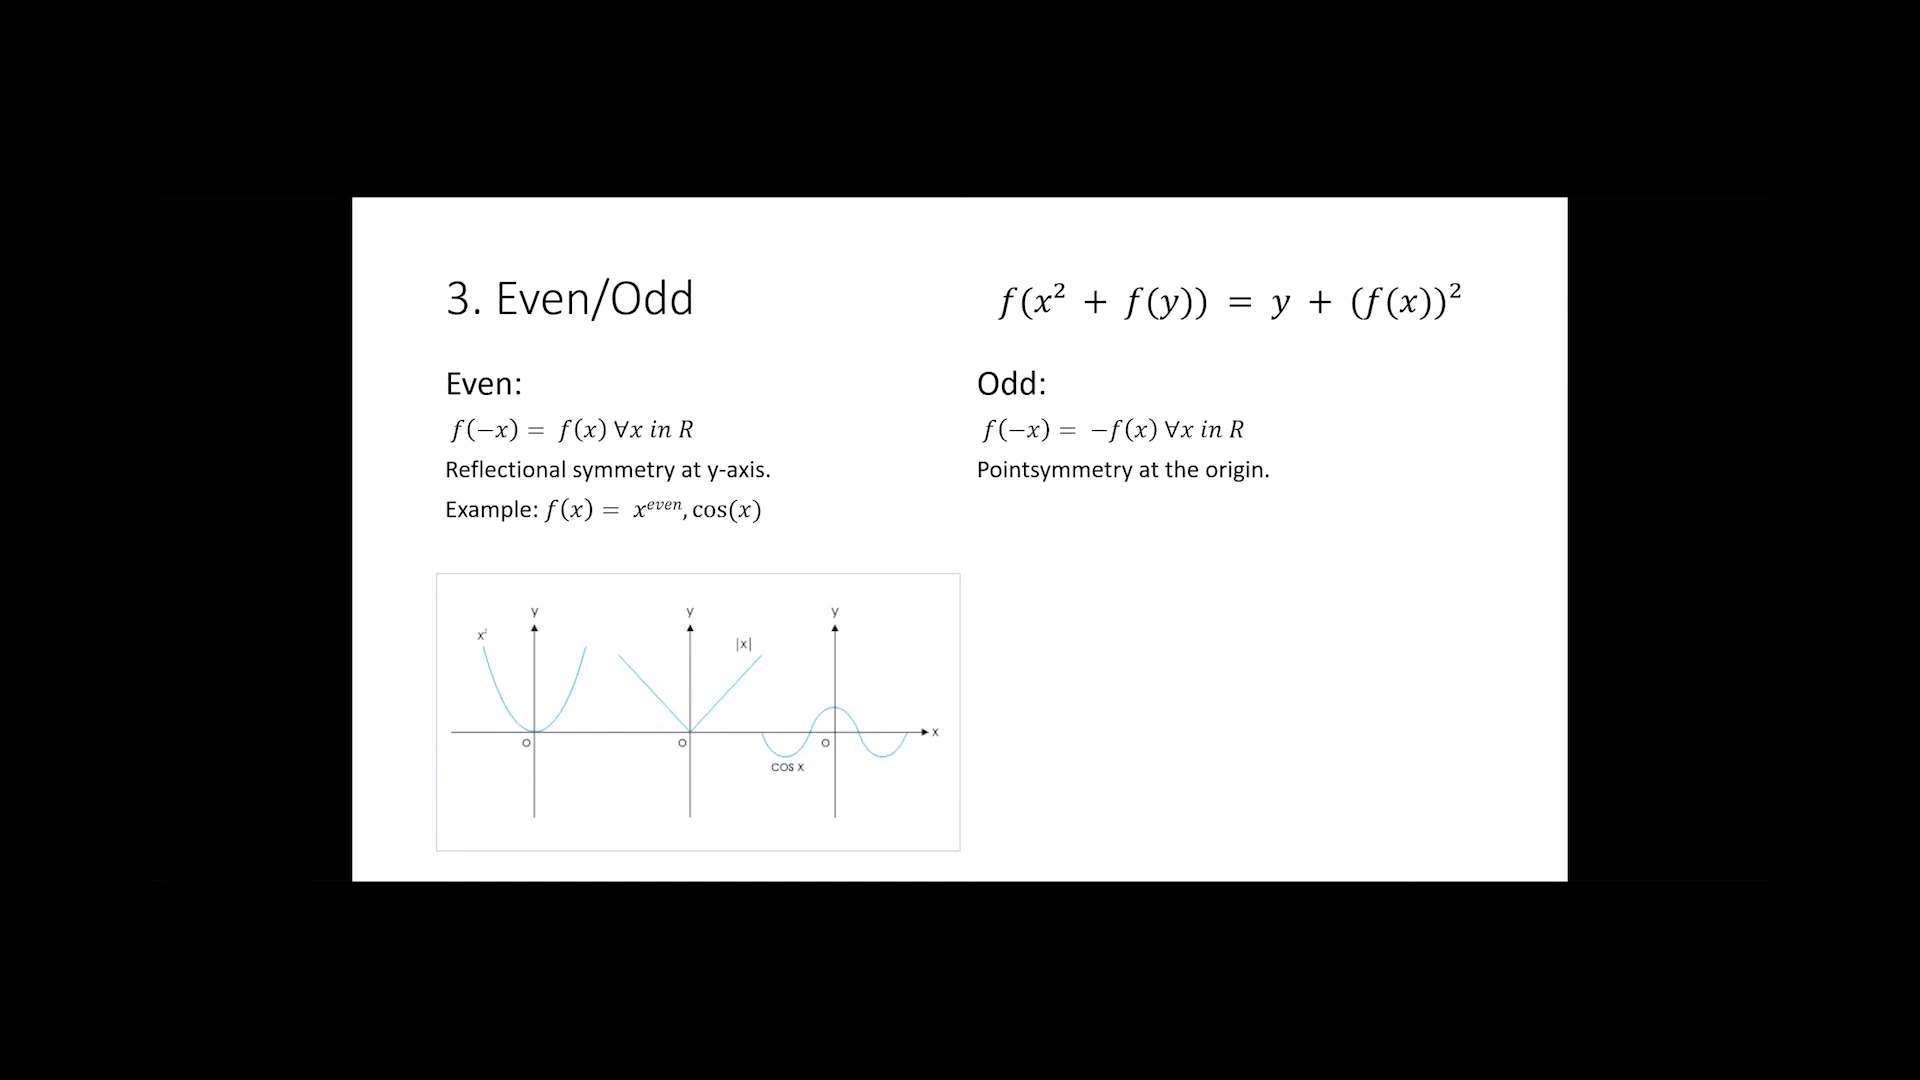 3. Even/Odd
f(x² + f(y)) = y + (f(x))²
Even:
f(−x) = f(x) ∀x in R
Reflectional symmetry at y-axis.
Example: f(x) = x^even, cos(x)
Odd:
f(−x) = −f(x) ∀x in R
Pointsymmetry at the origin.
y y y
x² |x|
x
O O O
COS X